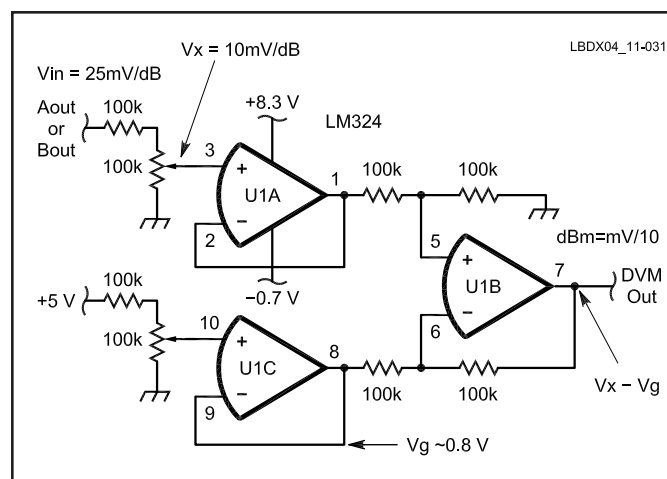 LBDX04_11-031
Vx = 10mV/dB
Vin = 25mV/dB
Aout
or
Bout
100k
100k
+8.3 V
LM324
3
+
U1A
−
2
1
100k
100k
−0.7 V
5
+
U1B
−
6
7
dBm=mV/10
DVM
Out
+5 V
100k
100k
10
+
U1C
−
9
8
100k
100k
Vx − Vg
Vg ~0.8 V